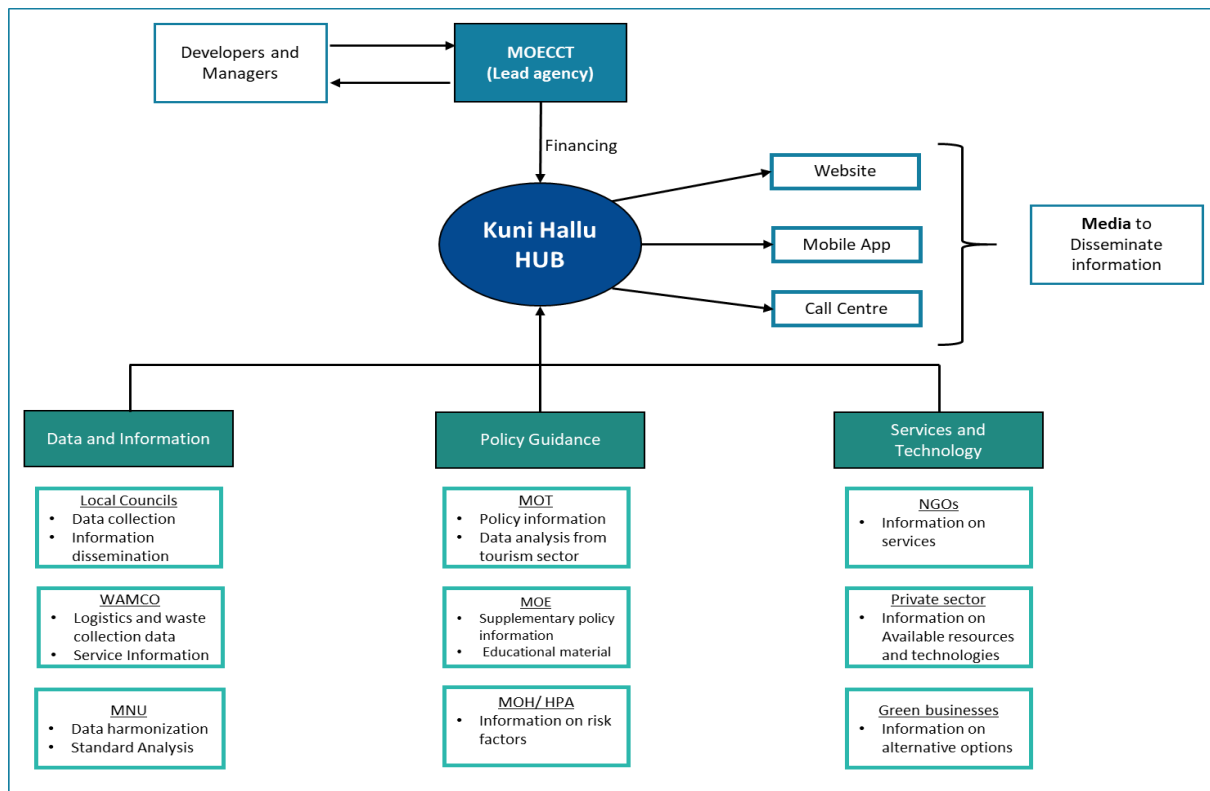 Developers and
Managers
MOECCT
(Lead agency)
Financing
Kuni Hallu
HUB
Website
Mobile App
Call Centre
Media to
Disseminate
information
Data and Information
Local Councils
• Data collection
• Information
dissemination
WAMCO
• Logistics and waste
collection data
• Service Information
MNU
• Data harmonization
• Standard Analysis
Policy Guidance
MOT
• Policy information
• Data analysis from
tourism sector
MOE
• Supplementary policy
information
• Educational material
MOH/ HPA
• Information on risk
factors
Services and
Technology
NGOs
• Information on
services
Private sector
• Information on
Available resources
and technologies
Green businesses
• Information on
alternative options